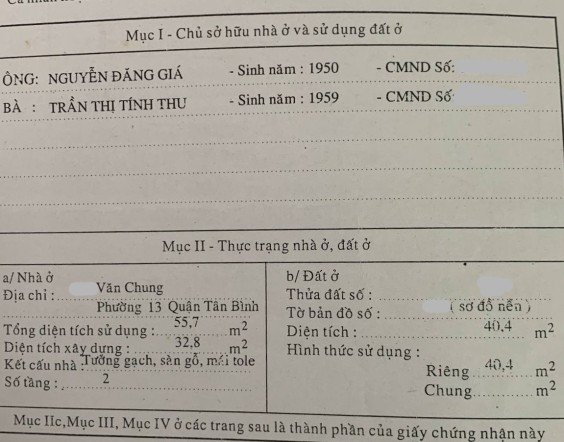 Mục I - Chủ sở hữu nhà ở và sử dụng đất ở
ÔNG: NGUYỄN ĐĂNG GIÁ - Sinh năm : 1950 - CMND Số:
BÀ : TRẦN THỊ TÍNH THU - Sinh năm : 1959 - CMND Số
Mục II - Thực trạng nhà ở, đất ở
a/ Nhà ở
Địa chỉ : Văn Chung
Phường 13 Quận Tân Bình
Tổng diện tích sử dụng : 55,7 m2
Diện tích xây dựng : 32,8 m2
Kết cấu nhà : Tường gạch, sàn gỗ, mái tole
Số tầng : 2
b/ Đất ở
Thửa đất số :
Tờ bản đồ số : ( sơ đồ nền )
Diện tích : 40,4 m2
Hình thức sử dụng :
Riêng 40,4 m2
Chung m2
Mục IIc, Mục III, Mục IV ở các trang sau là thành phần của giấy chứng nhận này